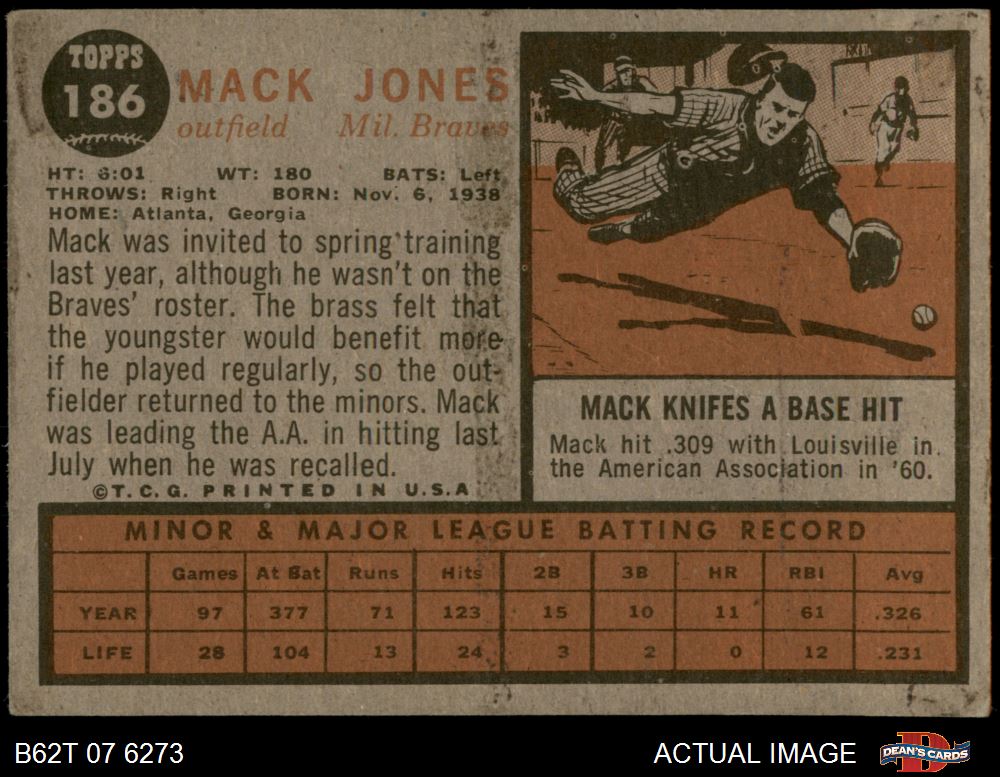 TOPPS
186
MACK JONES
outfield Mil. Braves
HT: 6:01 WT: 180 BATS: Left
THROWS: Right BORN: Nov. 6, 1938
HOME: Atlanta, Georgia
Mack was invited to spring training
last year, although he wasn't on the
Braves' roster. The brass felt that
the youngster would benefit more
if he played regularly, so the out-
fielder returned to the minors. Mack
was leading the A.A. in hitting last
July when he was recalled.
©T.C.G. PRINTED IN U.S.A
MACK KNIFES A BASE HIT
Mack hit .309 with Louisville in
the American Association in '60.
MINOR & MAJOR LEAGUE BATTING RECORD
Games At Bat Runs Hits 2B 3B HR RBI Avg
YEAR 97 377 71 123 15 10 11 61 .326
LIFE 28 104 13 24 3 2 0 12 .231
B62T 07 6273 ACTUAL IMAGE DEAN'S CARDS